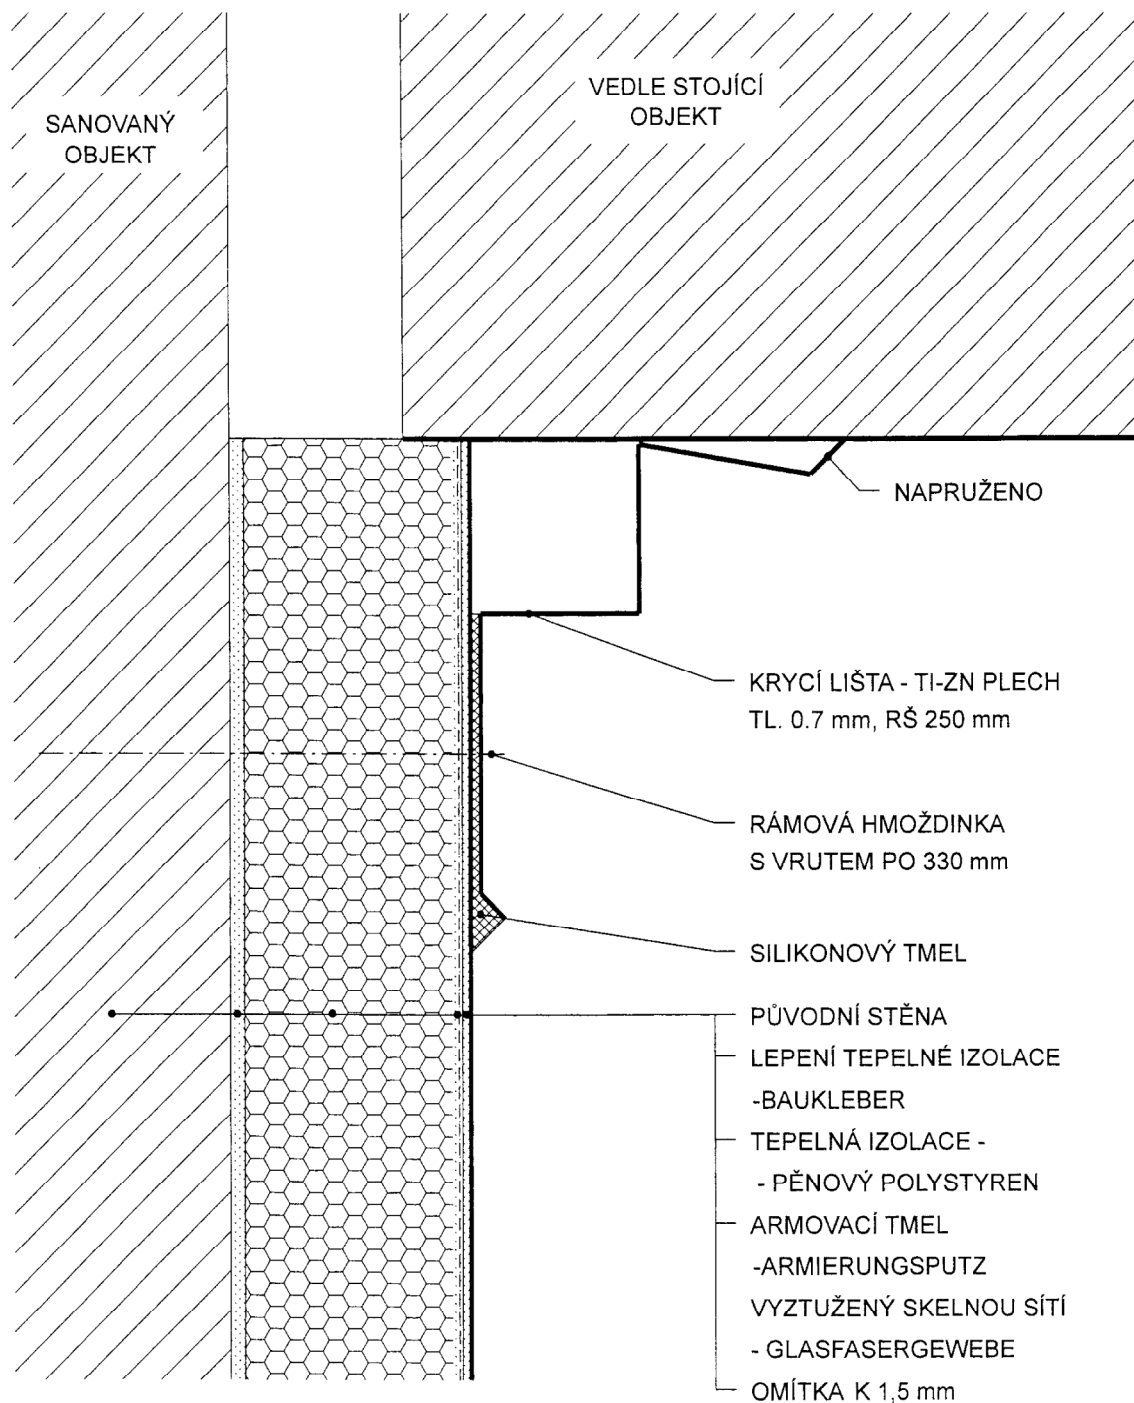 SANOVANÝ
OBJEKT
VEDLE STOJÍCÍ
OBJEKT
NAPRUŽENO
KRYCÍ LIŠTA - TI-ZN PLECH
TL. 0.7 mm, RŠ 250 mm
RÁMOVÁ HMOŽDINKA
S VRUTEM PO 330 mm
SILIKONOVÝ TMEL
PŮVODNÍ STĚNA
LEPENÍ TEPELNÉ IZOLACE
-BAUKLEBER
TEPELNÁ IZOLACE -
- PĚNOVÝ POLYSTYREN
ARMOVACÍ TMEL
-ARMIERUNGSPUTZ
VYZTUŽENÝ SKELNOU SÍTÍ
- GLASFASERGEWEBE
OMÍTKA K 1,5 mm